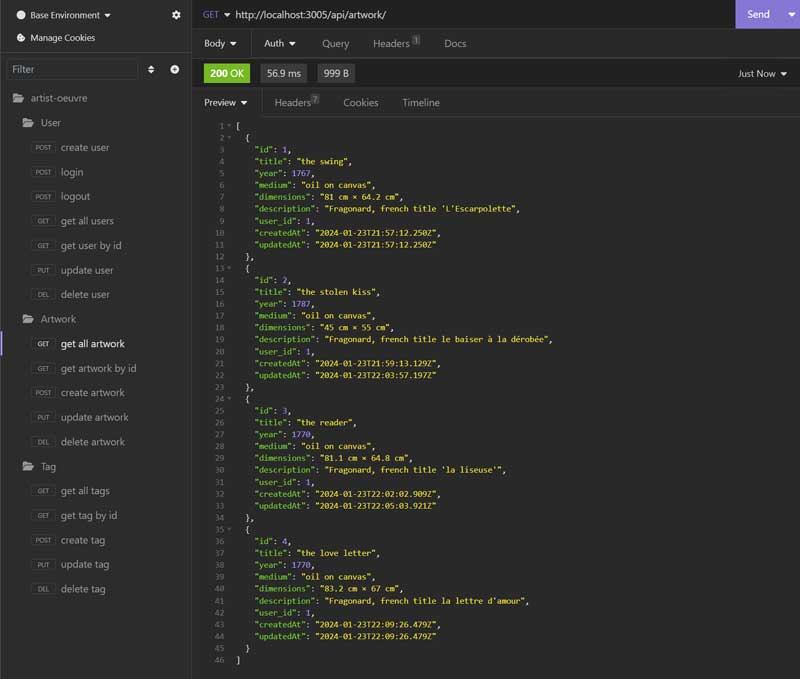 Base Environment
Manage Cookies
Filter
artist-oeuvre
User
POST create user
POST login
POST logout
GET get all users
GET get user by id
PUT update user
DEL delete user
Artwork
GET get all artwork
GET get artwork by id
POST create artwork
PUT update artwork
DEL delete artwork
Tag
GET get all tags
GET get tag by id
POST create tag
PUT update tag
DEL delete tag
GET http://localhost:3005/api/artwork/ Send
Body Auth Query Headers 1 Docs
200 OK 56.9 ms 999 B Just Now
Preview Headers 7 Cookies Timeline
1 [
2 {
3 "id": 1,
4 "title": "the swing",
5 "year": 1767,
6 "medium": "oil on canvas",
7 "dimensions": "81 cm × 64.2 cm",
8 "description": "Fragonard, french title 'L'Escarpolette",
9 "user_id": 1,
10 "createdAt": "2024-01-23T21:57:12.250Z",
11 "updatedAt": "2024-01-23T21:57:12.250Z"
12 },
13 {
14 "id": 2,
15 "title": "the stolen kiss",
16 "year": 1787,
17 "medium": "oil on canvas",
18 "dimensions": "45 cm × 55 cm",
19 "description": "Fragonard, french title le baiser à la dérobée",
20 "user_id": 1,
21 "createdAt": "2024-01-23T21:59:13.129Z",
22 "updatedAt": "2024-01-23T22:03:57.197Z"
23 },
24 {
25 "id": 3,
26 "title": "the reader",
27 "year": 1770,
28 "medium": "oil on canvas",
29 "dimensions": "81.1 cm × 64.8 cm",
30 "description": "Fragonard, french title 'la liseuse'",
31 "user_id": 1,
32 "createdAt": "2024-01-23T22:02:02.909Z",
33 "updatedAt": "2024-01-23T22:05:03.921Z"
34 },
35 {
36 "id": 4,
37 "title": "the love letter",
38 "year": 1770,
39 "medium": "oil on canvas",
40 "dimensions": "83.2 cm × 67 cm",
41 "description": "Fragonard, french title la lettre d'amour",
42 "user_id": 1,
43 "createdAt": "2024-01-23T22:09:26.479Z",
44 "updatedAt": "2024-01-23T22:09:26.479Z"
45 }
46 ]